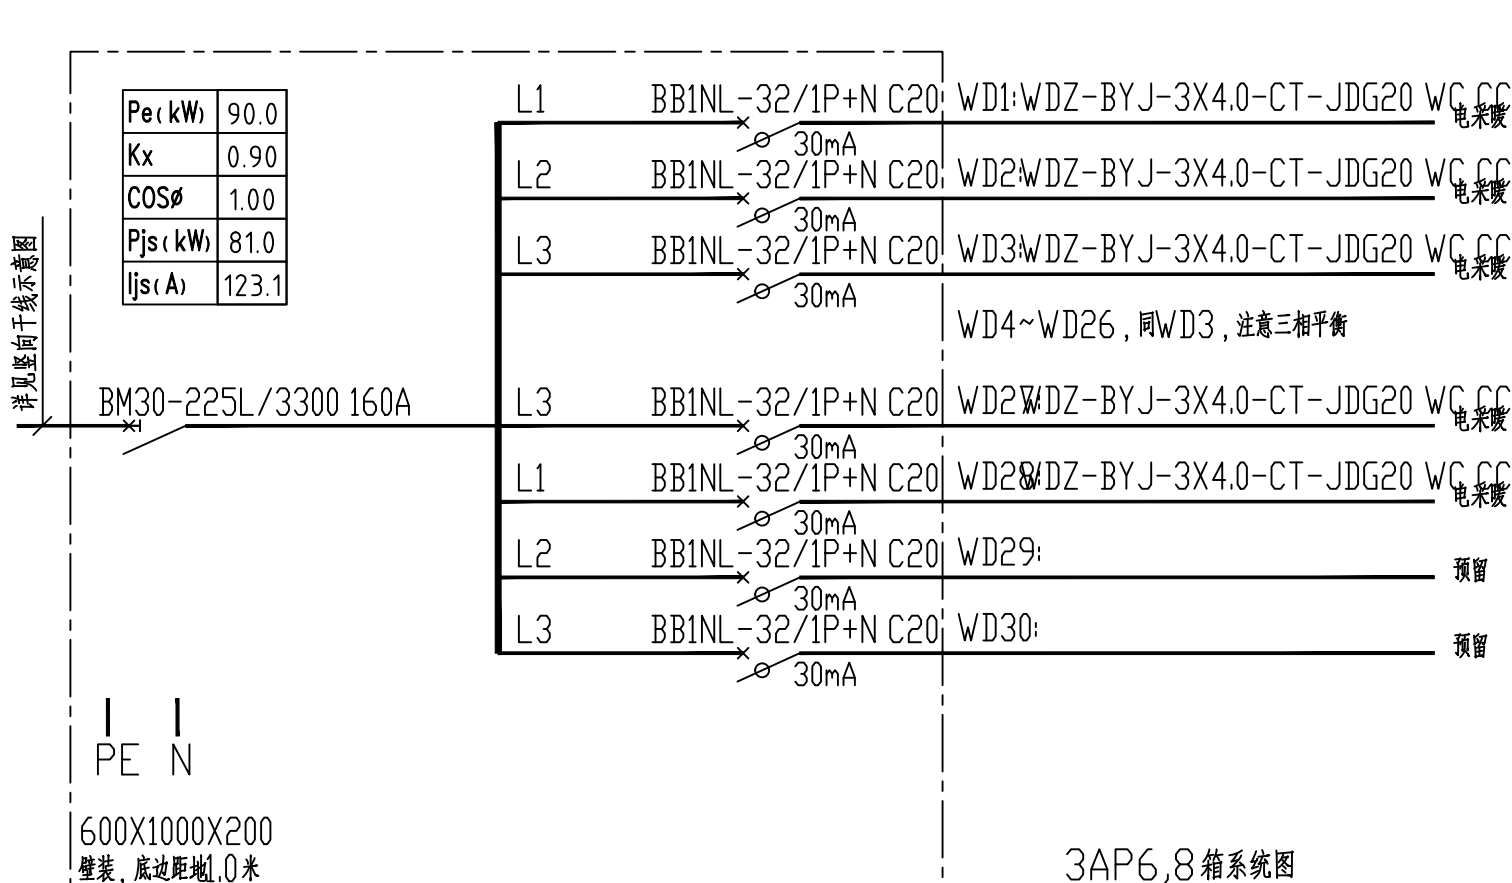 Pe(kW) 90.0
Kx 0.90
COSø 1.00
Pjs(kW) 81.0
Ijs(A) 123.1
详见竖向干线示意图
BM30-225L/3300 160A
L1 BB1NL-32/1P+N C20 WD1:WDZ-BYJ-3X4.0-CT-JDG20 WC CC
30mA 电采暖
L2 BB1NL-32/1P+N C20 WD2:WDZ-BYJ-3X4.0-CT-JDG20 WC CC
30mA 电采暖
L3 BB1NL-32/1P+N C20 WD3:WDZ-BYJ-3X4.0-CT-JDG20 WC CC
30mA 电采暖
WD4~WD26,同WD3,注意三相平衡
L3 BB1NL-32/1P+N C20 WD27:WDZ-BYJ-3X4.0-CT-JDG20 WC CC
30mA 电采暖
L1 BB1NL-32/1P+N C20 WD28:WDZ-BYJ-3X4.0-CT-JDG20 WC CC
30mA 电采暖
L2 BB1NL-32/1P+N C20 WD29:
30mA 预留
L3 BB1NL-32/1P+N C20 WD30:
30mA 预留
PE N
600X1000X200
壁装,底边距地1.0米
3AP6,8箱系统图